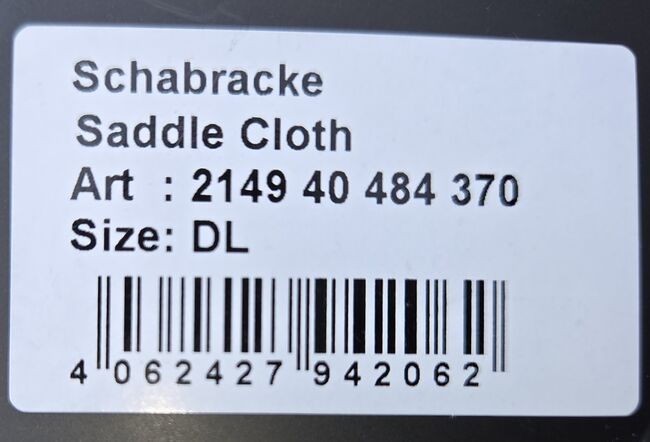 Schabracke
Saddle Cloth
Art : 2149 40 484 370
Size: DL
4 062427 942062